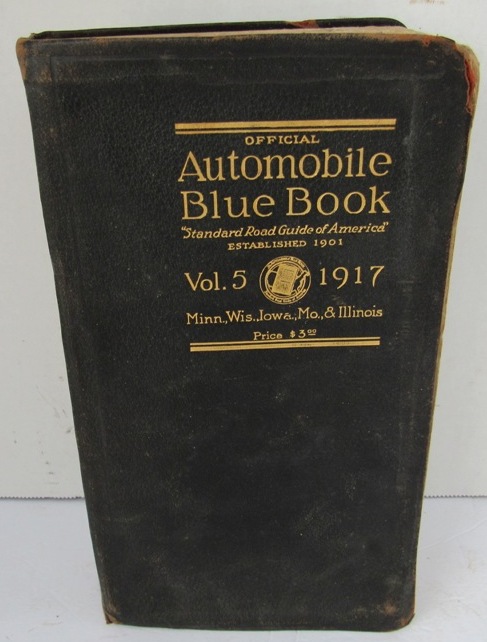 OFFICIAL
Automobile
Blue Book
"Standard Road Guide of America"
ESTABLISHED 1901
Vol. 5 1917
Minn., Wis., Iowa., Mo., & Illinois
Price $3.00